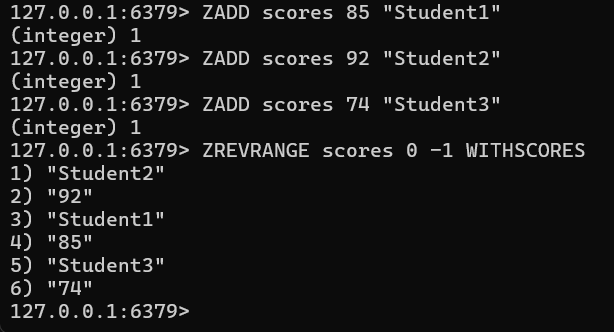 127.0.0.1:6379> ZADD scores 85 "Student1"
(integer) 1
127.0.0.1:6379> ZADD scores 92 "Student2"
(integer) 1
127.0.0.1:6379> ZADD scores 74 "Student3"
(integer) 1
127.0.0.1:6379> ZREVRANGE scores 0 -1 WITHSCORES
1) "Student2"
2) "92"
3) "Student1"
4) "85"
5) "Student3"
6) "74"
127.0.0.1:6379>